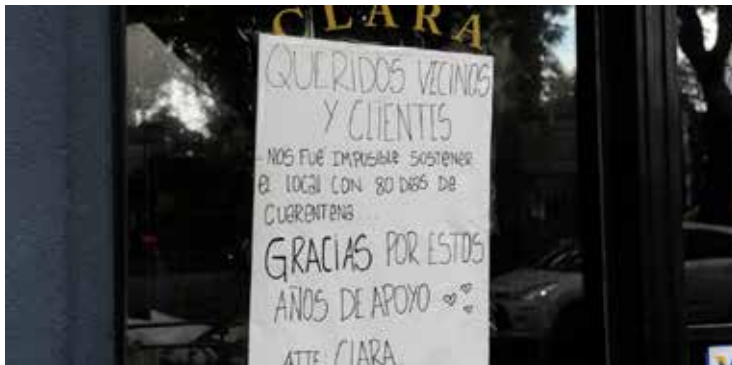 CLARA
QUERIDOS VECINOS
Y CLIENTES
- NOS FUE IMPOSIBLE SOSTENER
EL LOCAL CON 80 DIAS DE
CUARENTENA...
GRACIAS POR ESTOS
AÑOS DE APOYO
ATTE: CLARA